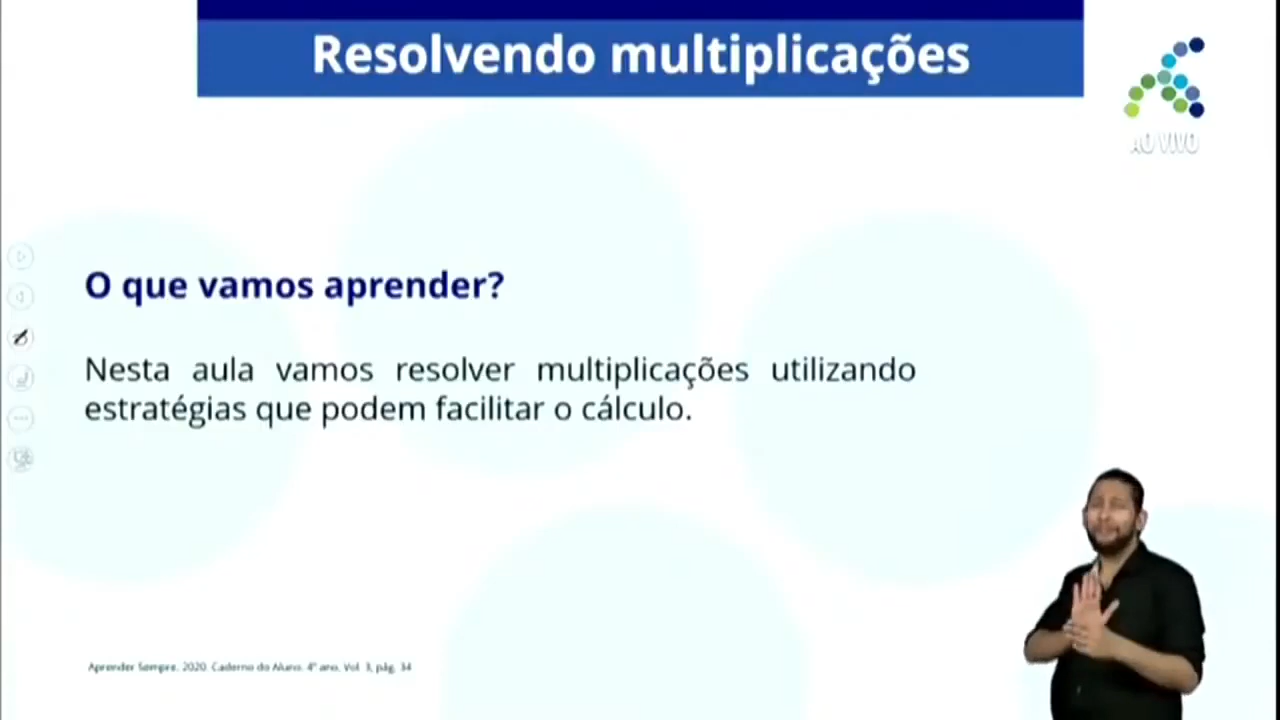 Resolvendo multiplicações
AO VIVO
O que vamos aprender?
Nesta aula vamos resolver multiplicações utilizando
estratégias que podem facilitar o cálculo.
Aprender Sempre. 2020. Caderno do Aluno. 4º ano. Vol. 3, pág. 34